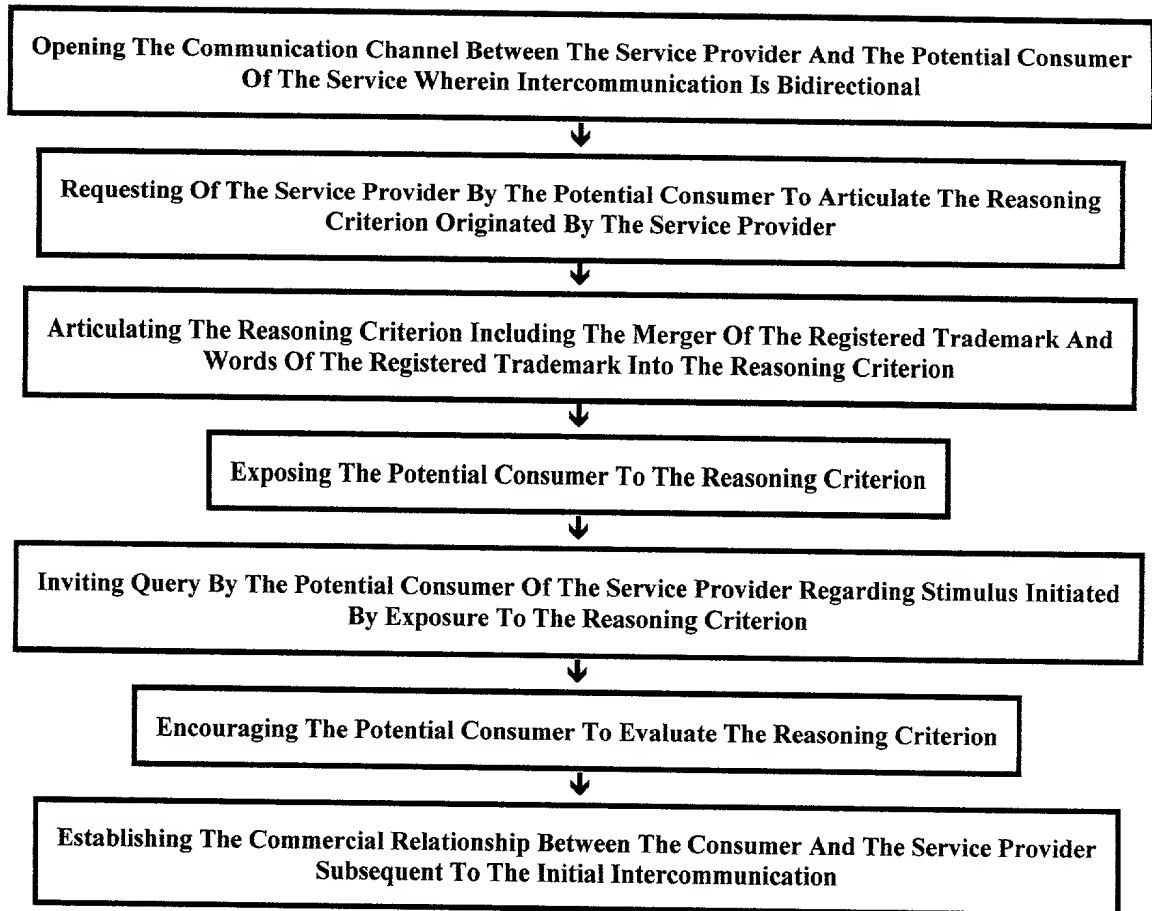 Opening The Communication Channel Between The Service Provider And The Potential Consumer
Of The Service Wherein Intercommunication Is Bidirectional
Requesting Of The Service Provider By The Potential Consumer To Articulate The Reasoning
Criterion Originated By The Service Provider
Articulating The Reasoning Criterion Including The Merger Of The Registered Trademark And
Words Of The Registered Trademark Into The Reasoning Criterion
Exposing The Potential Consumer To The Reasoning Criterion
Inviting Query By The Potential Consumer Of The Service Provider Regarding Stimulus Initiated
By Exposure To The Reasoning Criterion
Encouraging The Potential Consumer To Evaluate The Reasoning Criterion
Establishing The Commercial Relationship Between The Consumer And The Service Provider
Subsequent To The Initial Intercommunication